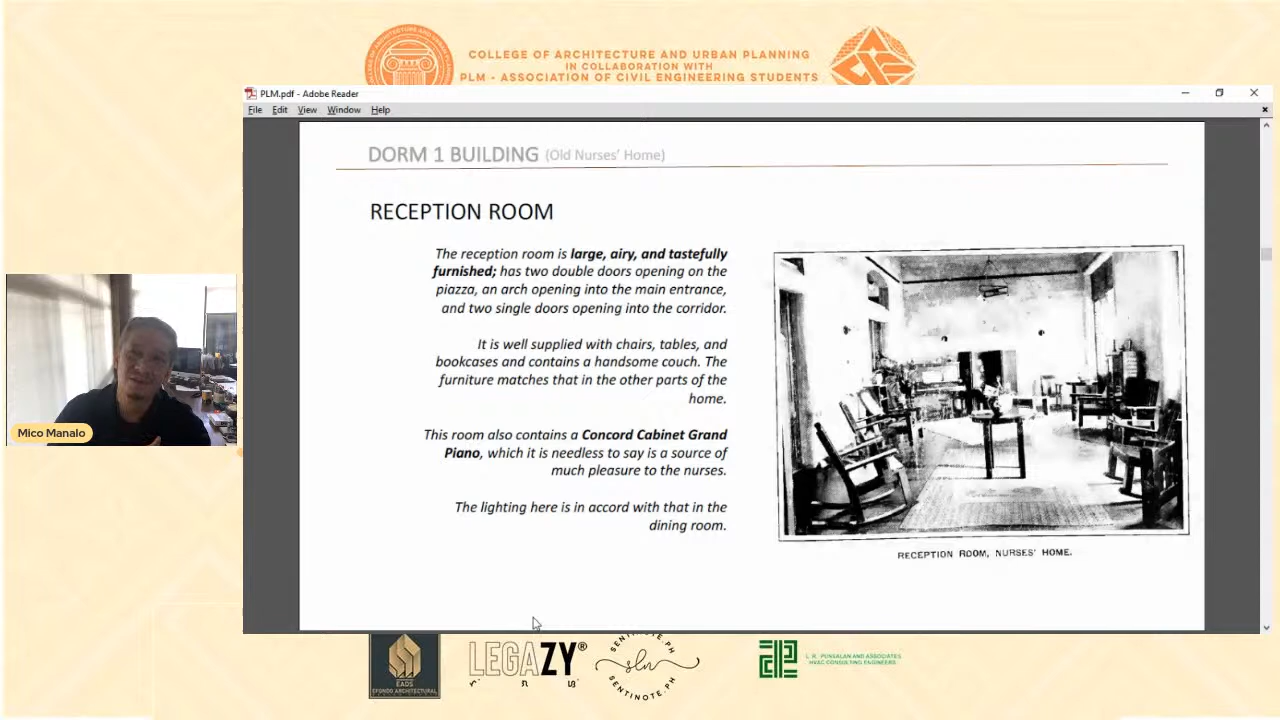 COLLEGE OF ARCHITECTURE AND URBAN PLANNING
IN COLLABORATION WITH
PLM - ASSOCIATION OF CIVIL ENGINEERING STUDENTS
PLM.pdf - Adobe Reader
File Edit View Window Help
DORM 1 BUILDING (Old Nurses' Home)
RECEPTION ROOM
The reception room is large, airy, and tastefully
furnished; has two double doors opening on the
piazza, an arch opening into the main entrance,
and two single doors opening into the corridor.
It is well supplied with chairs, tables, and
bookcases and contains a handsome couch. The
furniture matches that in the other parts of the
home.
This room also contains a Concord Cabinet Grand
Piano, which it is needless to say is a source of
much pleasure to the nurses.
The lighting here is in accord with that in the
dining room.
RECEPTION ROOM, NURSES' HOME.
Mico Manalo
EADS
EFONDO ARCHITECTURAL
LEGAZY®
SENTINOTE.PH
sln
SENTINOTE.PH
L. R. PUNSALAN AND ASSOCIATES
HVAC CONSULTING ENGINEERS